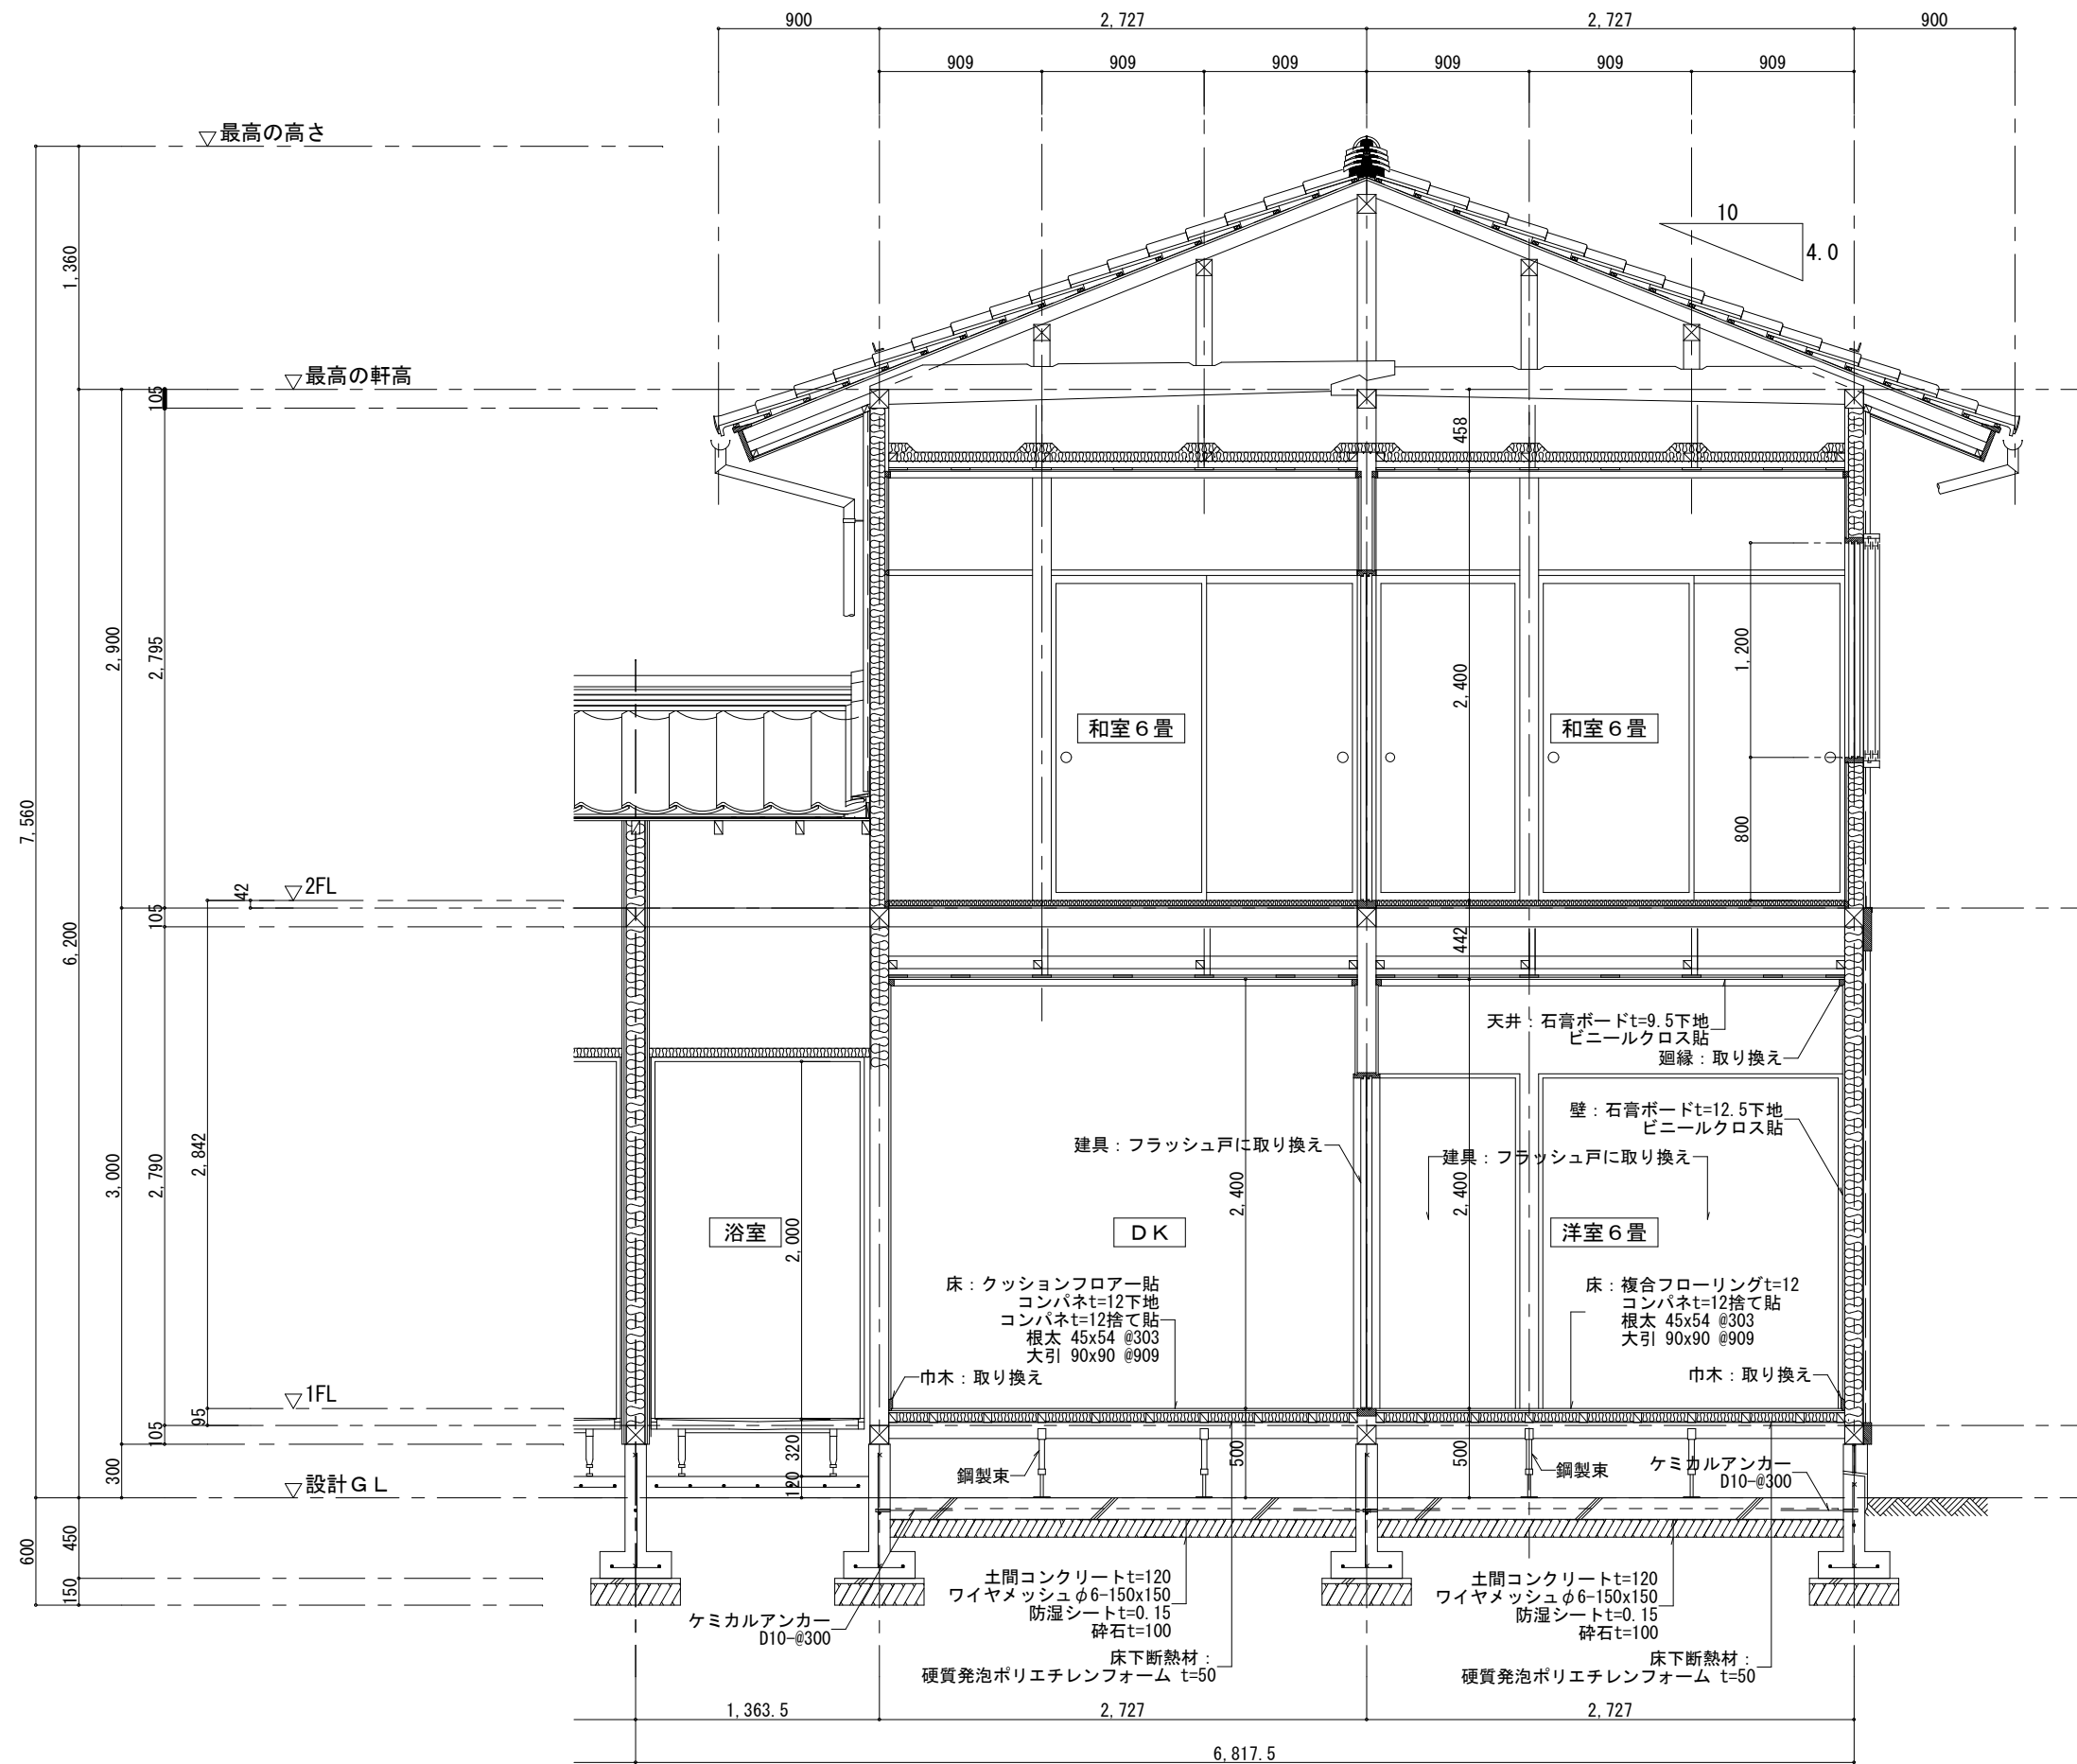 900
2,727
2,727
900
909
909
909
909
909
909
最高の高さ
10
4.0
1,360
最高の軒高
105
458
2,900
2,795
1,200
2,400
和室６畳
和室６畳
7,560
800
42
2FL
105
6,200
442
天井：石膏ボードt=9.5下地
ビニールクロス貼
廻縁：取り換え
壁：石膏ボードt=12.5下地
ビニールクロス貼
2,842
建具：フラッシュ戸に取り換え
建具：フラッシュ戸に取り換え
3,000
2,790
2,400
2,400
浴室
2,000
ＤＫ
洋室６畳
床：クッションフロアー貼
コンパネt=12下地
コンパネt=12捨て貼
根太 45x54 @303
大引 90x90 @909
床：複合フローリングt=12
コンパネt=12捨て貼
根太 45x54 @303
大引 90x90 @909
巾木：取り換え
巾木：取り換え
1FL
95
105
320
500
500
300
鋼製束
鋼製束
ケミカルアンカー
D10-@300
120
設計ＧＬ
600
450
150
土間コンクリートt=120
ワイヤメッシュφ6-150x150
防湿シートt=0.15
砕石t=100
土間コンクリートt=120
ワイヤメッシュφ6-150x150
防湿シートt=0.15
砕石t=100
ケミカルアンカー
D10-@300
床下断熱材：
硬質発泡ポリエチレンフォーム t=50
床下断熱材：
硬質発泡ポリエチレンフォーム t=50
1,363.5
2,727
2,727
6,817.5